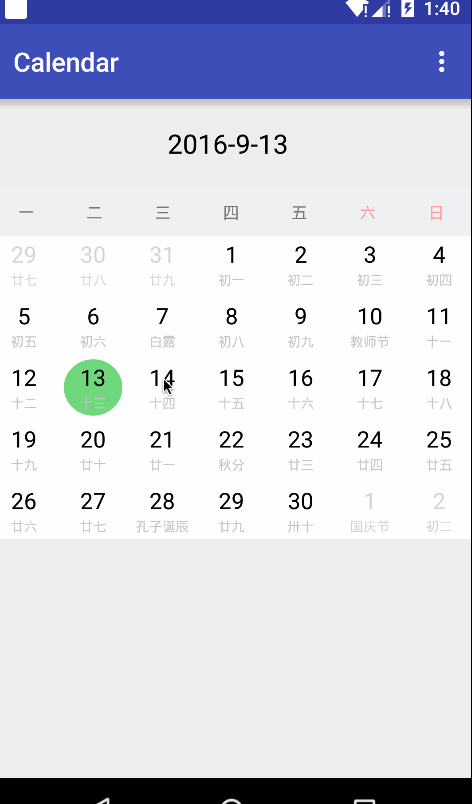 1:40
Calendar
2016-9-13
一 二 三 四 五 六 日
29 30 31 1 2 3 4
廿七 廿八 廿九 初一 初二 初三 初四
5 6 7 8 9 10 11
初五 初六 白露 初八 初九 教师节 十一
12 13 14 15 16 17 18
十二 十三 十四 十五 十六 十七 十八
19 20 21 22 23 24 25
十九 廿十 廿一 秋分 廿三 廿四 廿五
26 27 28 29 30 1 2
廿六 廿七 孔子诞辰 廿九 卅十 国庆节 初二